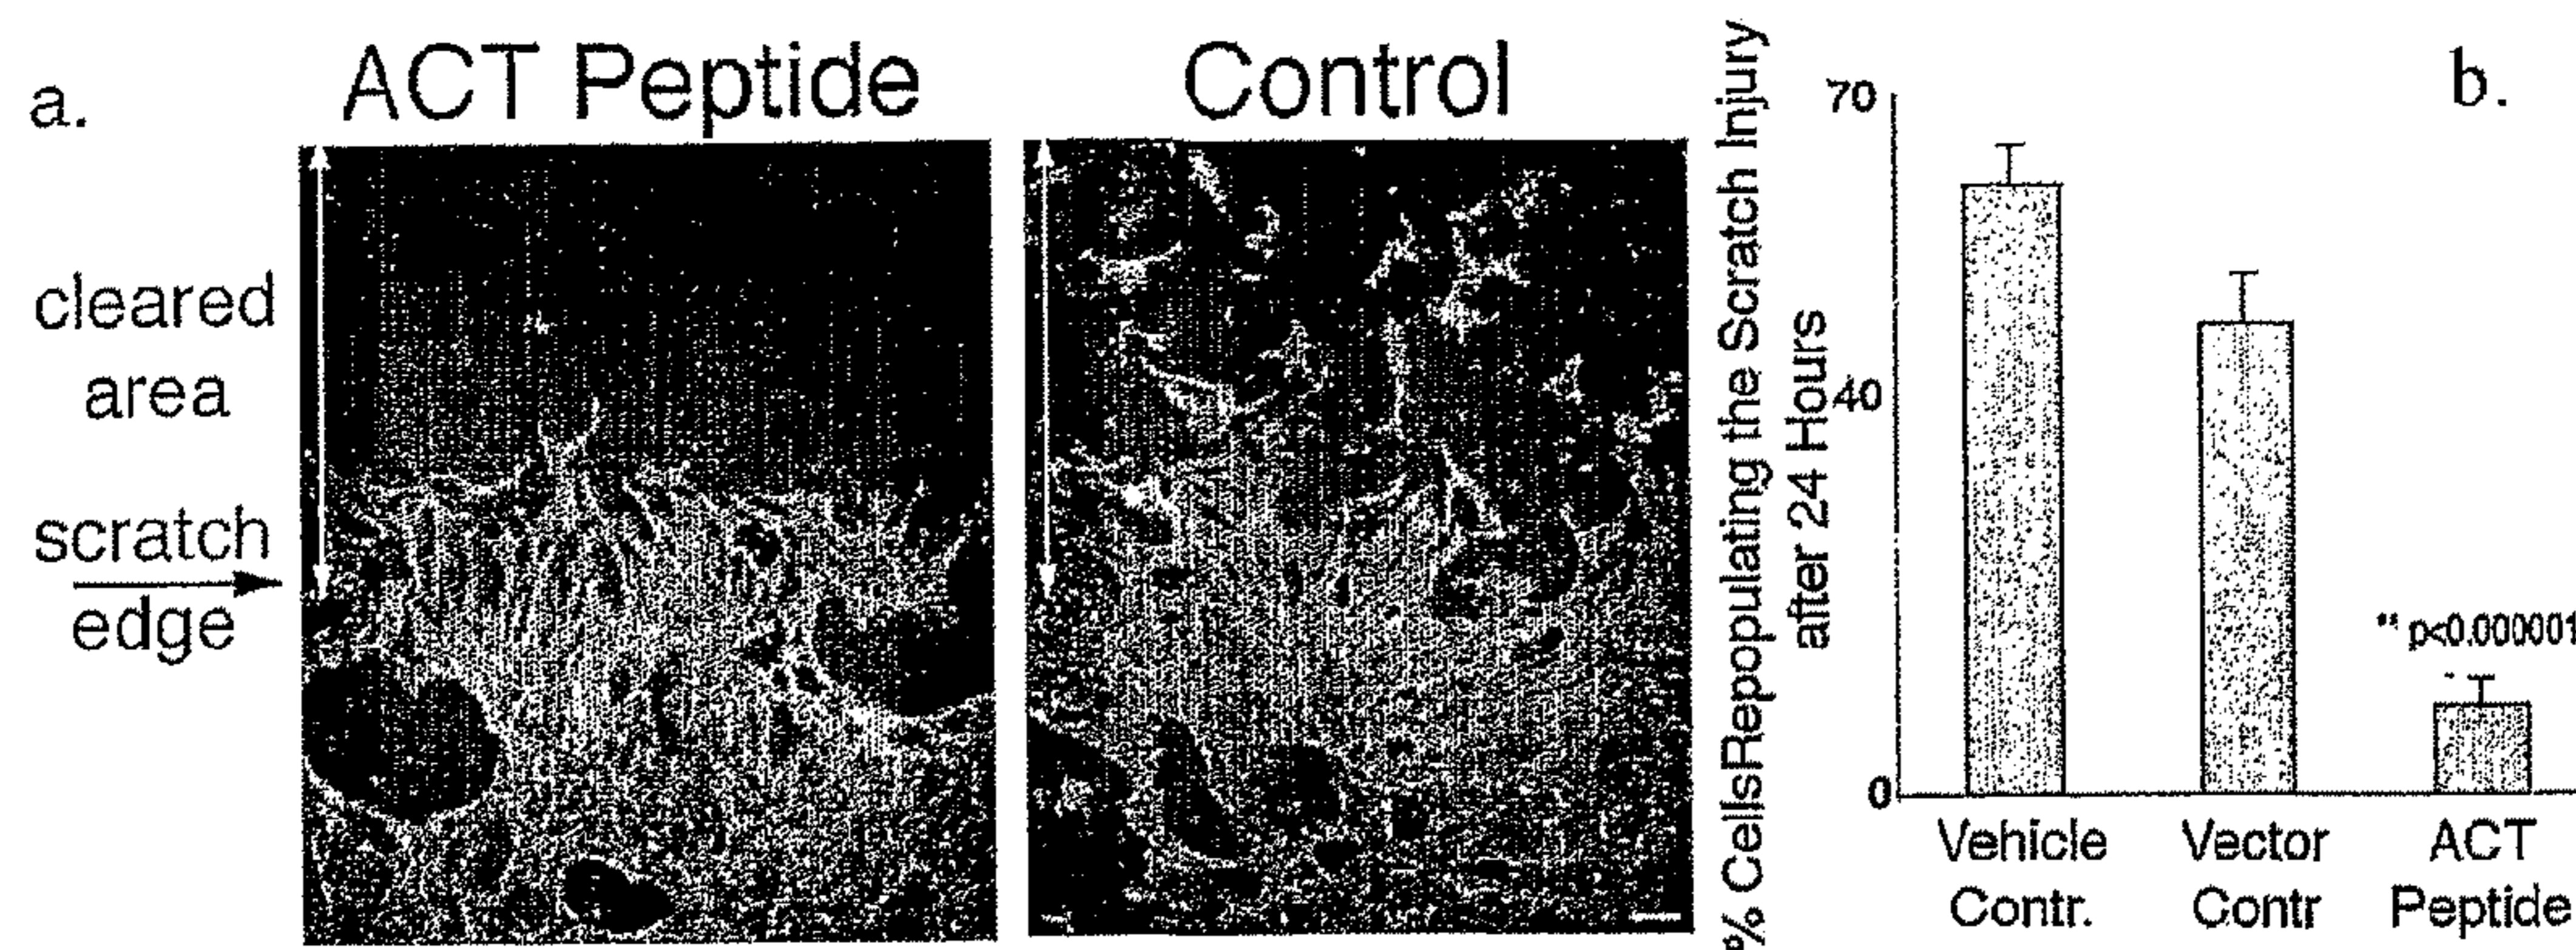 a.
ACT Peptide
Control
cleared
area
scratch
edge
% CellsRepopulating the Scratch Injury
after 24 Hours
b.
70
40
0
** p<0.000001
Vehicle
Contr.
Vector
Contr
ACT
Peptide